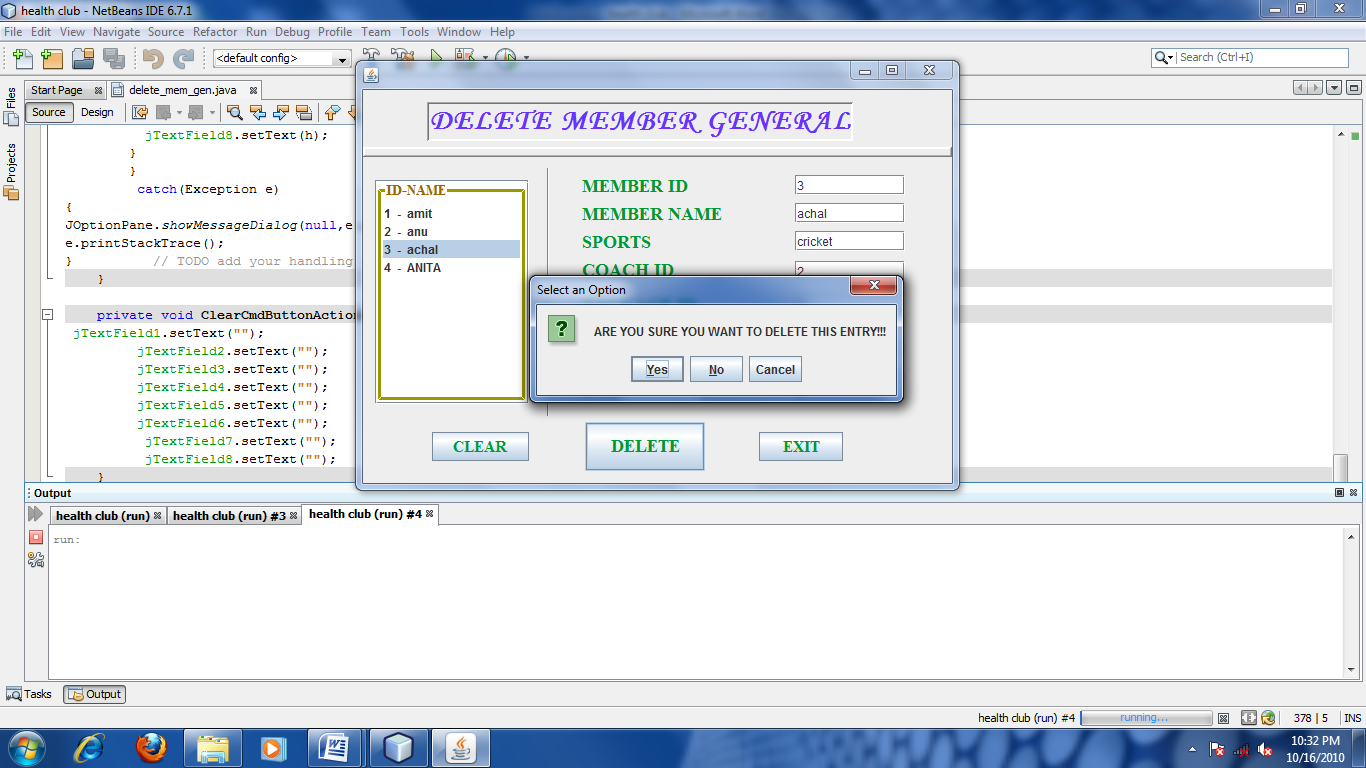 health club - NetBeans IDE 6.7.1
File Edit View Navigate Source Refactor Run Debug Profile Team Tools Window Help
<default config>
Search (Ctrl+I)
Start Page
delete_mem_gen.java
Source Design
Files
Projects
jTextField8.setText(h);
}
}
catch(Exception e)
{
JOptionPane.showMessageDialog(null,e
e.printStackTrace();
} // TODO add your handling
}
private void ClearCmdButtonAction
jTextField1.setText("");
jTextField2.setText("");
jTextField3.setText("");
jTextField4.setText("");
jTextField5.setText("");
jTextField6.setText("");
jTextField7.setText("");
jTextField8.setText("");
}
DELETE MEMBER GENERAL
ID-NAME
1 - amit
2 - anu
3 - achal
4 - ANITA
MEMBER ID 3
MEMBER NAME achal
SPORTS cricket
COACH ID 2
Select an Option
? ARE YOU SURE YOU WANT TO DELETE THIS ENTRY!!!
Yes No Cancel
CLEAR DELETE EXIT
Output
health club (run) health club (run) #3 health club (run) #4
run:
Tasks Output
health club (run) #4 running... 378 | 5 INS
10:32 PM
10/16/2010